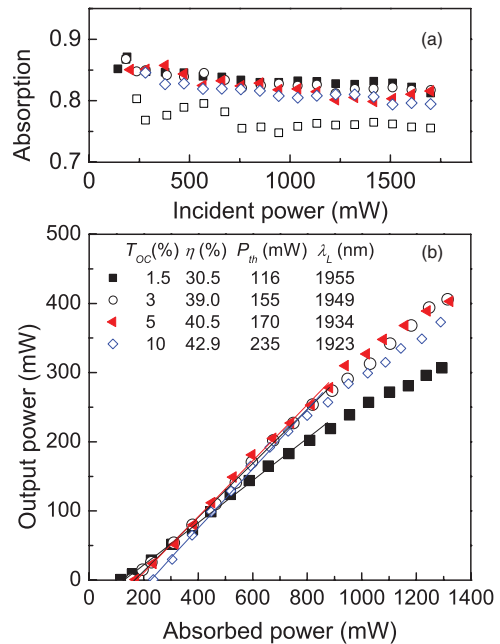 (a)
Absorption
0.9
0.8
0.7
0 500 1000 1500
Incident power (mW)
(b)
T_OC(%) η (%) P_th (mW) λ_L (nm)
1.5 30.5 116 1955
3 39.0 155 1949
5 40.5 170 1934
10 42.9 235 1923
Output power (mW)
500
400
300
200
100
0
0 200 400 600 800 1000 1200 1400
Absorbed power (mW)